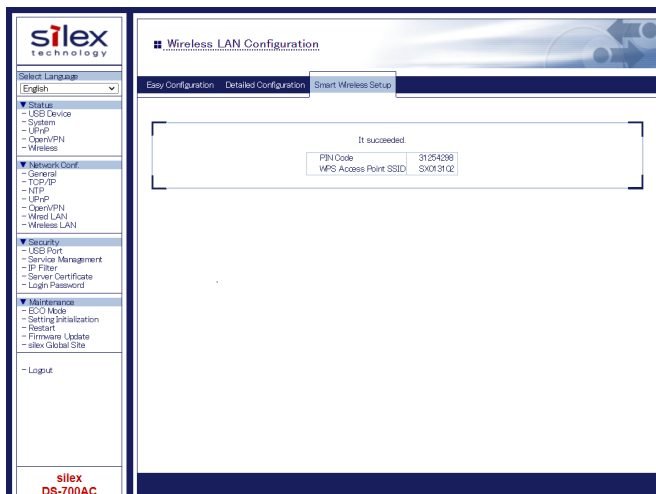 silex
technology
Select Language
English
▼ Status
- USB Device
- System
- UPnP
- OpenVPN
- Wireless
▼ Network Conf.
- General
- TCP/IP
- NTP
- UPnP
- OpenVPN
- Wired LAN
- Wireless LAN
▼ Security
- USB Port
- Service Management
- IP Filter
- Server Certificate
- Login Password
▼ Maintenance
- ECO Mode
- Setting Initialization
- Restart
- Firmware Update
- silex Global Site
- Logout
silex
DS-700AC
Wireless LAN Configuration
Easy Configuration Detailed Configuration Smart Wireless Setup
It succeeded.
PIN Code 31254298
WPS Access Point SSID SX013102